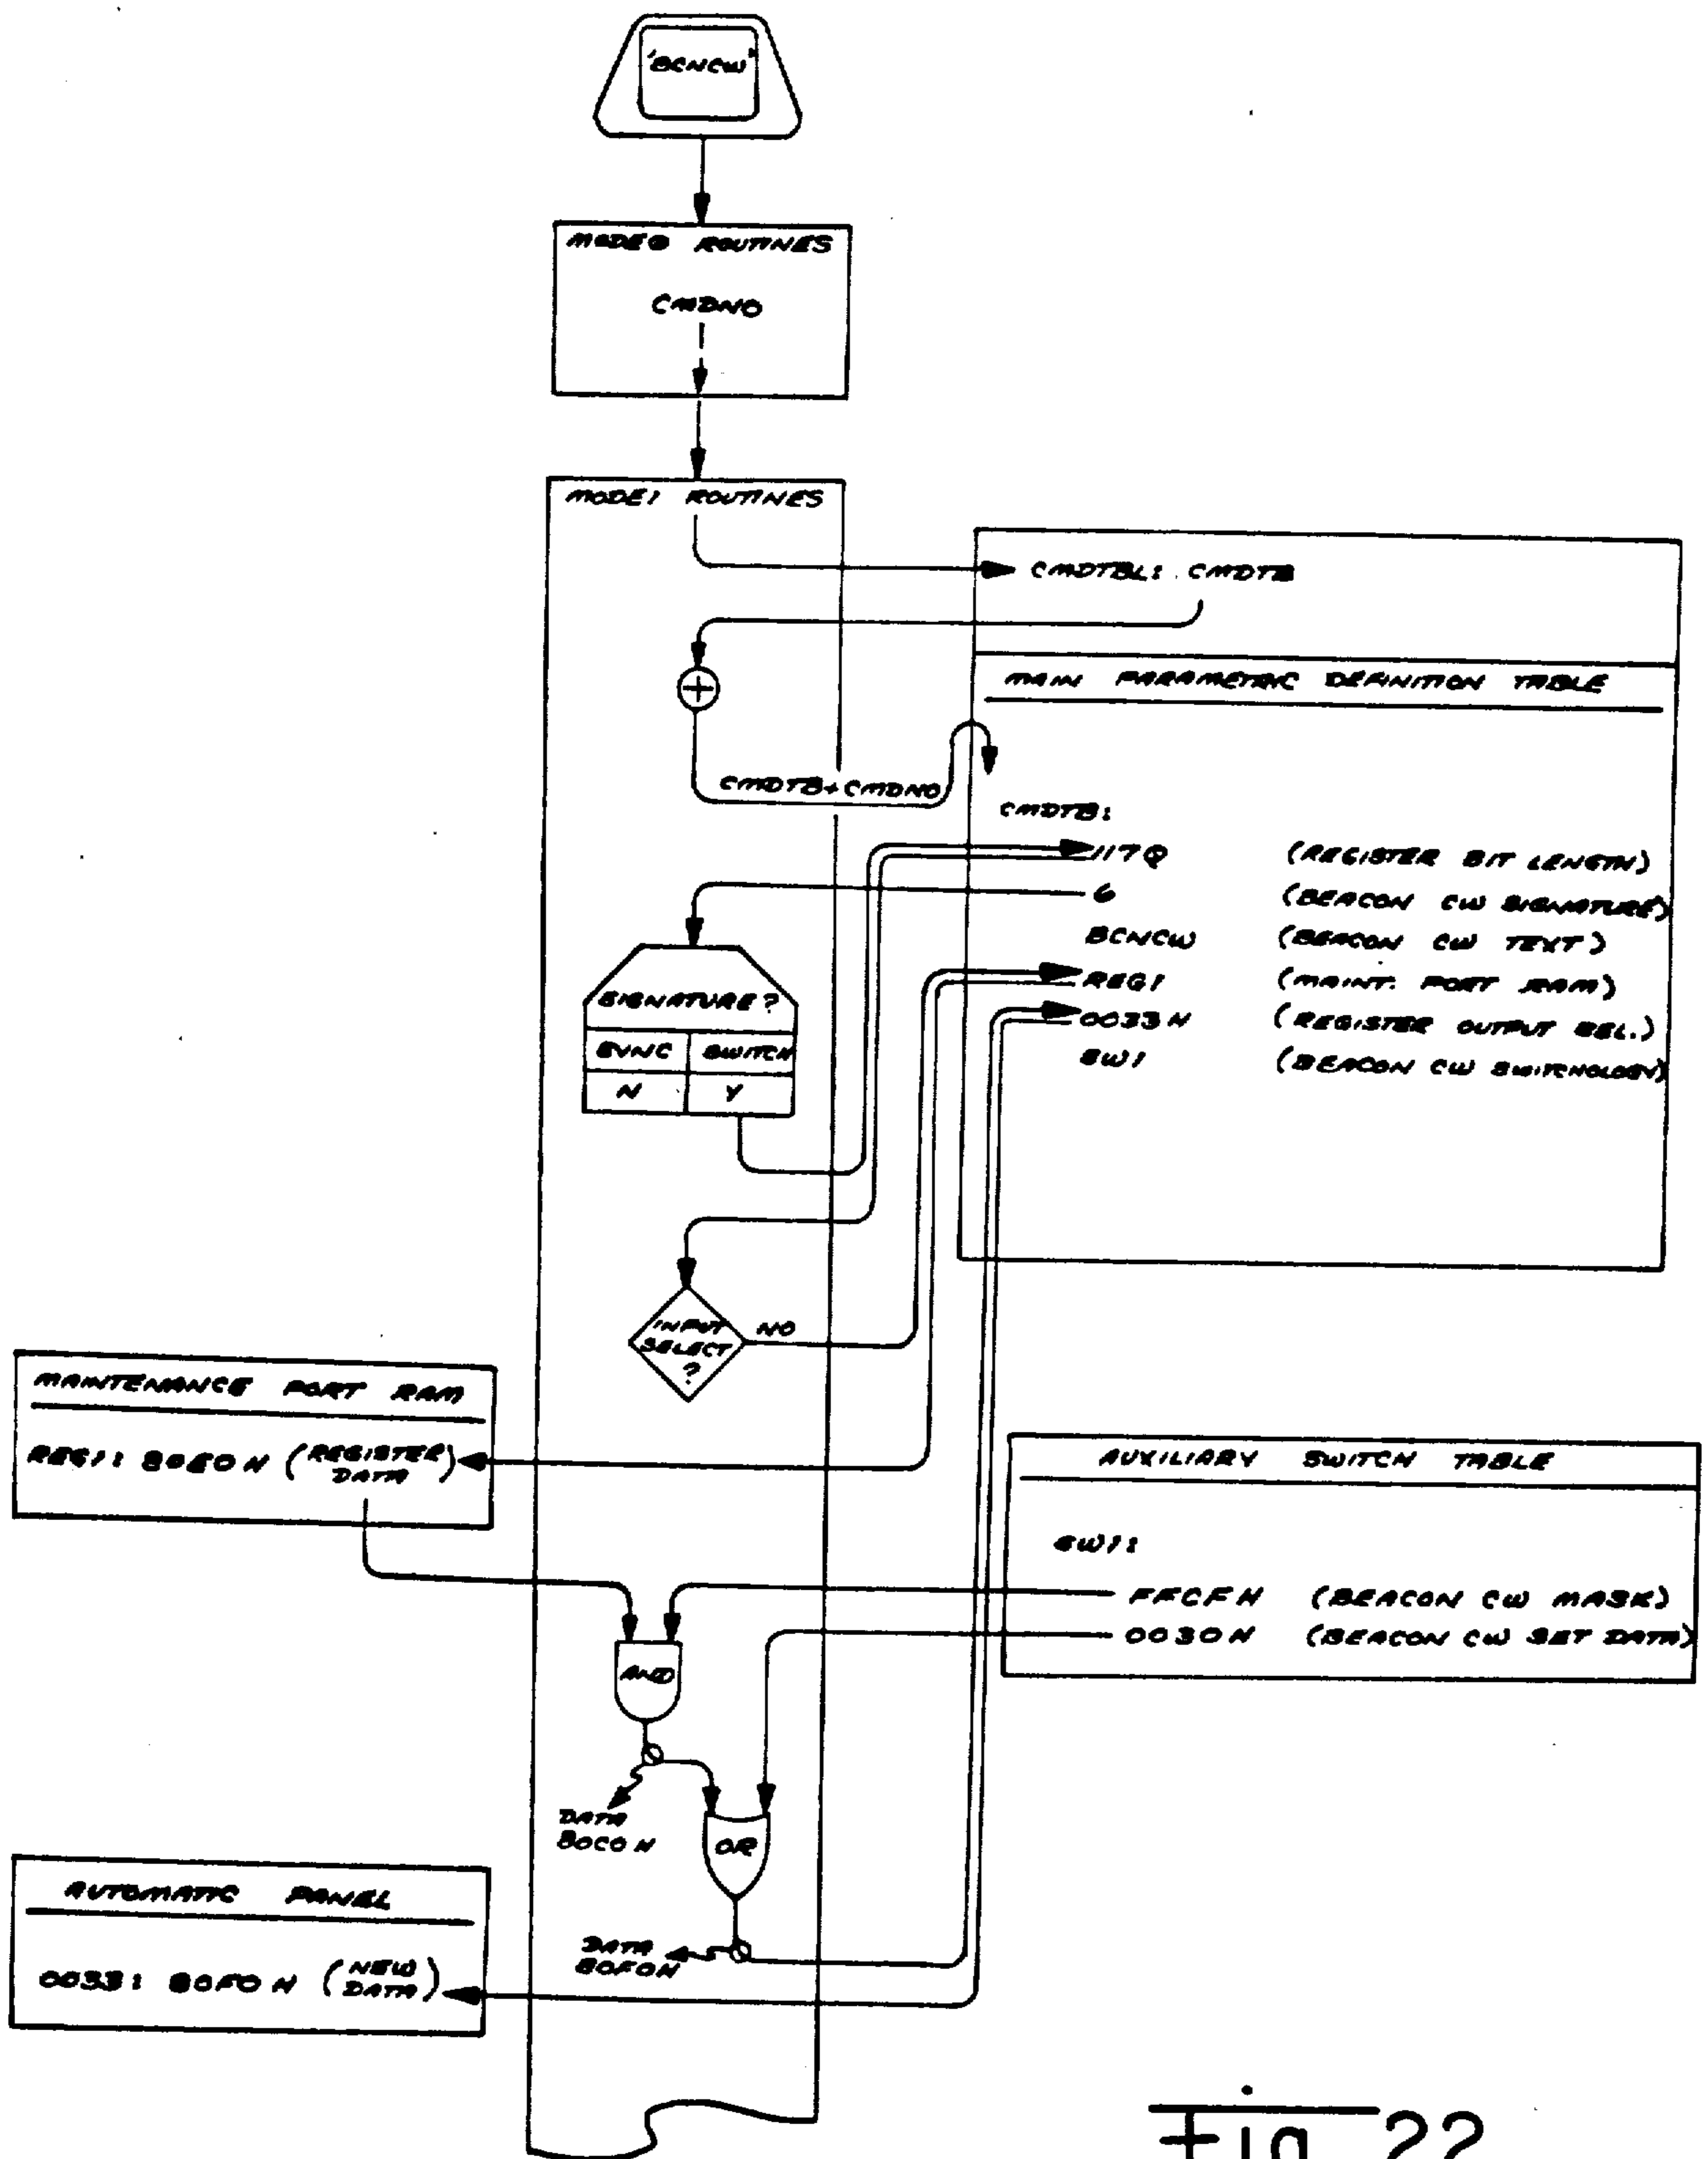 'BCNCW'
MODE0 ROUTINES
CMDNO
MODE1 ROUTINES
CMDTBL: CMDTB
MAIN PARAMETRIC DEFINITION TABLE
CMDTB+CMDNO
CMDTB:
117Q (REGISTER BIT LENGTH)
6 (BEACON CW SIGNATURE)
BCNCW (BEACON CW TEXT)
REG1 (MAINT. PORT RAM)
0033H (REGISTER OUTPUT SEL.)
SW1 (BEACON CW SWITCHOLOGY)
SIGNATURE?
SYNC SWITCH
N Y
INPUT
SELECT
?
NO
MAINTENANCE PORT RAM
REG1: 80E0H (REGISTER
DATA)
AUXILIARY SWITCH TABLE
SW1:
FFCFH (BEACON CW MASK)
0030H (BEACON CW SET DATA)
AND
DATA
80C0H
OR
DATA
80F0H
AUTOMATIC PANEL
0033: 80F0H (NEW
DATA)
Fig 22